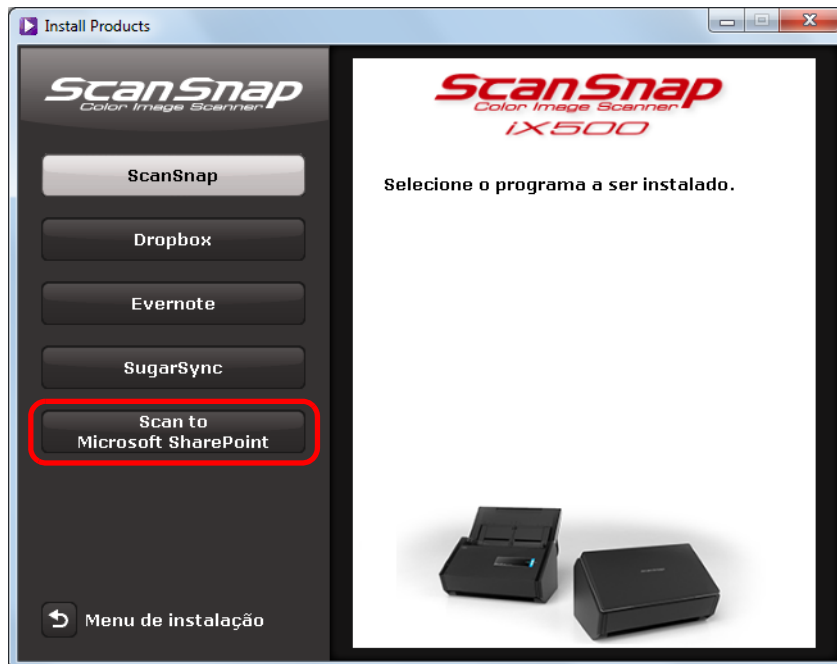 Install Products
ScanSnap
Color Image Scanner
ScanSnap
Dropbox
Evernote
SugarSync
Scan to
Microsoft SharePoint
Menu de instalação
ScanSnap
Color Image Scanner
iX500
Selecione o programa a ser instalado.